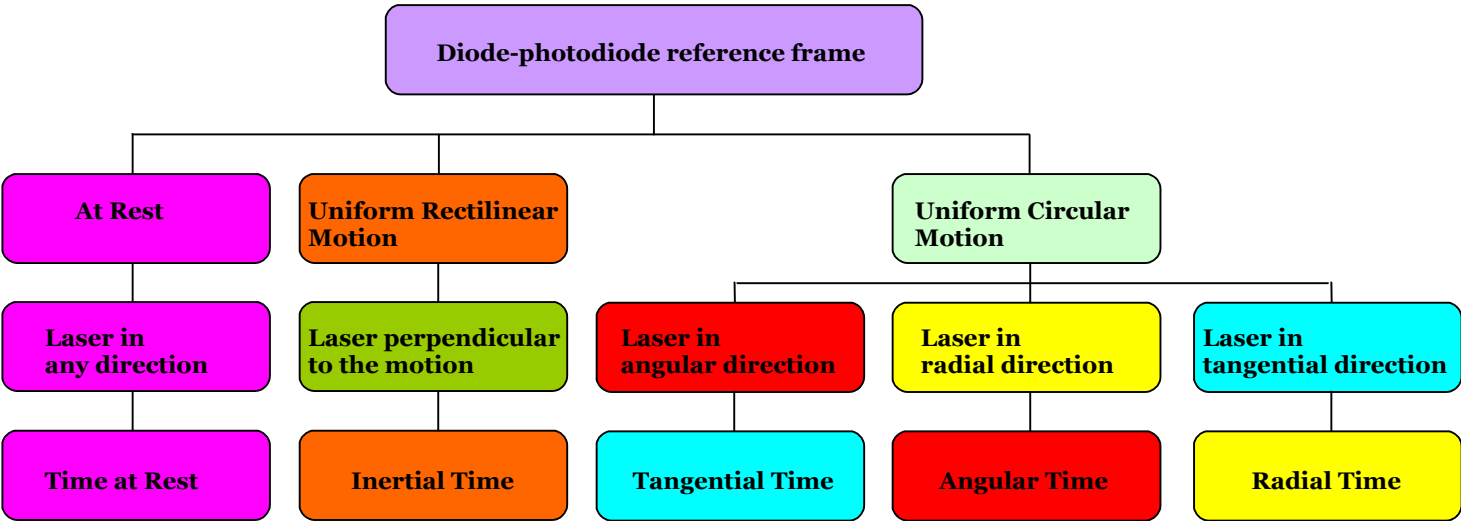 Diode-photodiode reference frame
At Rest
Uniform Rectilinear
Motion
Uniform Circular
Motion
Laser in
any direction
Laser perpendicular
to the motion
Laser in
angular direction
Laser in
radial direction
Laser in
tangential direction
Time at Rest
Inertial Time
Tangential Time
Angular Time
Radial Time